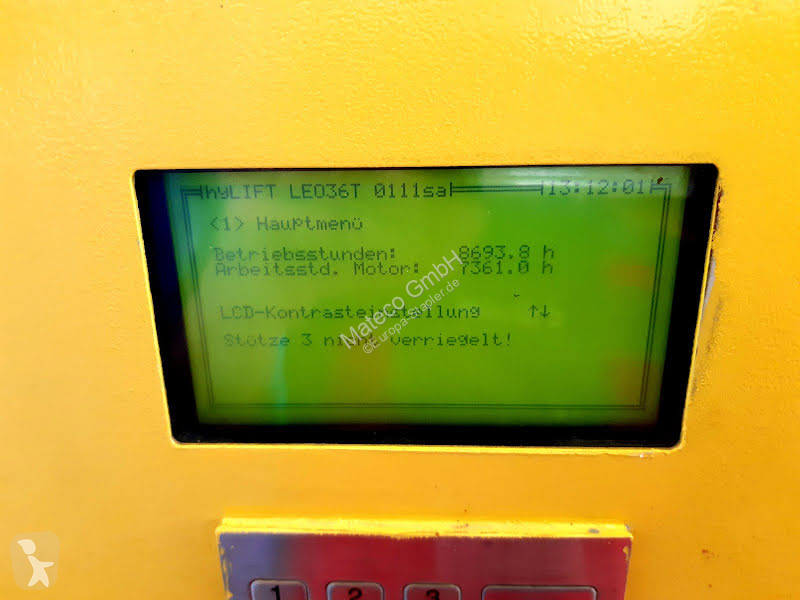 hyLIFT LEO36T 0111sa 13:12:01
<1> Hauptmenü
Betriebsstunden: 8693.8 h
Arbeitsstd. Motor: 7361.0 h
LCD-Kontrasteinstellung ↑↓
Stütze 3 nicht verriegelt!
Mateco GmbH
©Europa-stapler.de
1 2 3